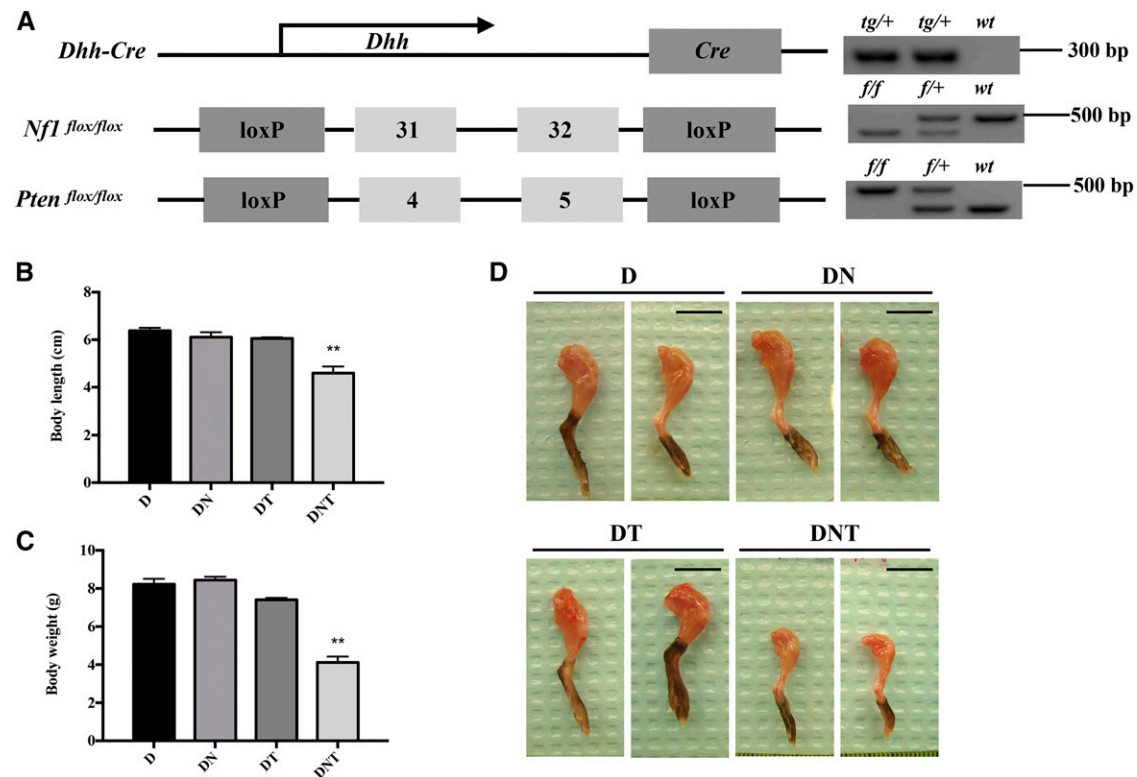 A
Dhh-Cre
Dhh
Cre
tg/+ tg/+ wt
300 bp
Nf1 flox/flox
loxP 31 32 loxP
f/f f/+ wt
500 bp
Pten flox/flox
loxP 4 5 loxP
f/f f/+ wt
500 bp
B
Body length (cm)
8
6
4
2
0
**
D DN DT DNT
C
Body weight (g)
10
8
6
4
2
0
**
D DN DT DNT
D
D DN
DT DNT